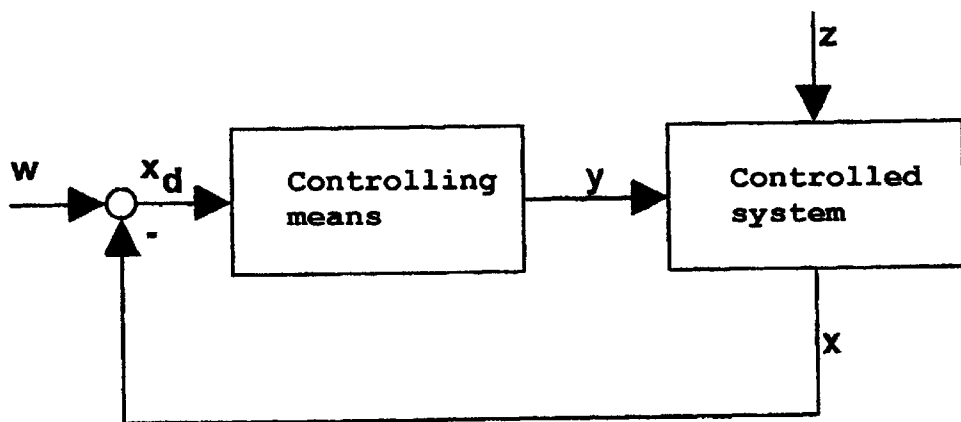 z
w
x_d
Controlling
means
y
Controlled
system
-
x